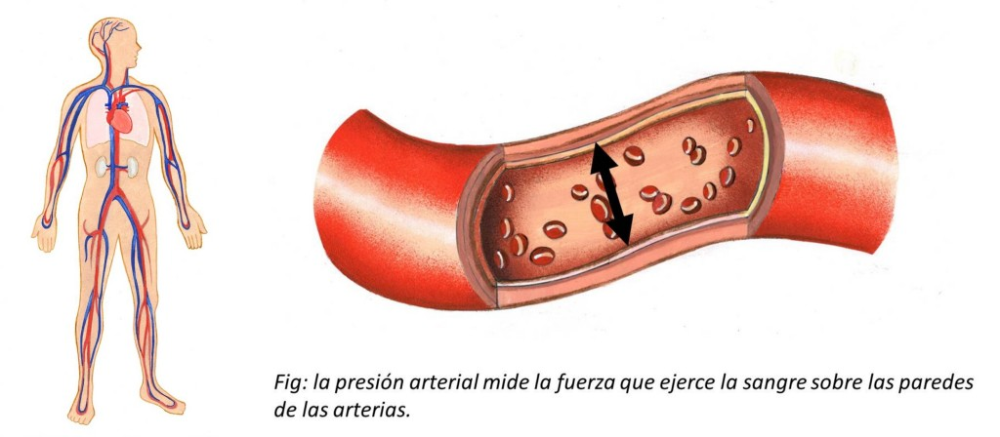 Fig: la presión arterial mide la fuerza que ejerce la sangre sobre las paredes
de las arterias.